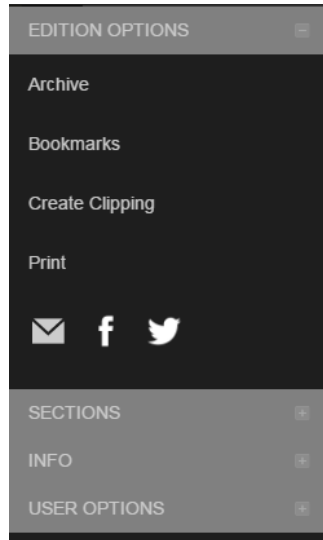 EDITION OPTIONS
Archive
Bookmarks
Create Clipping
Print
SECTIONS
INFO
USER OPTIONS